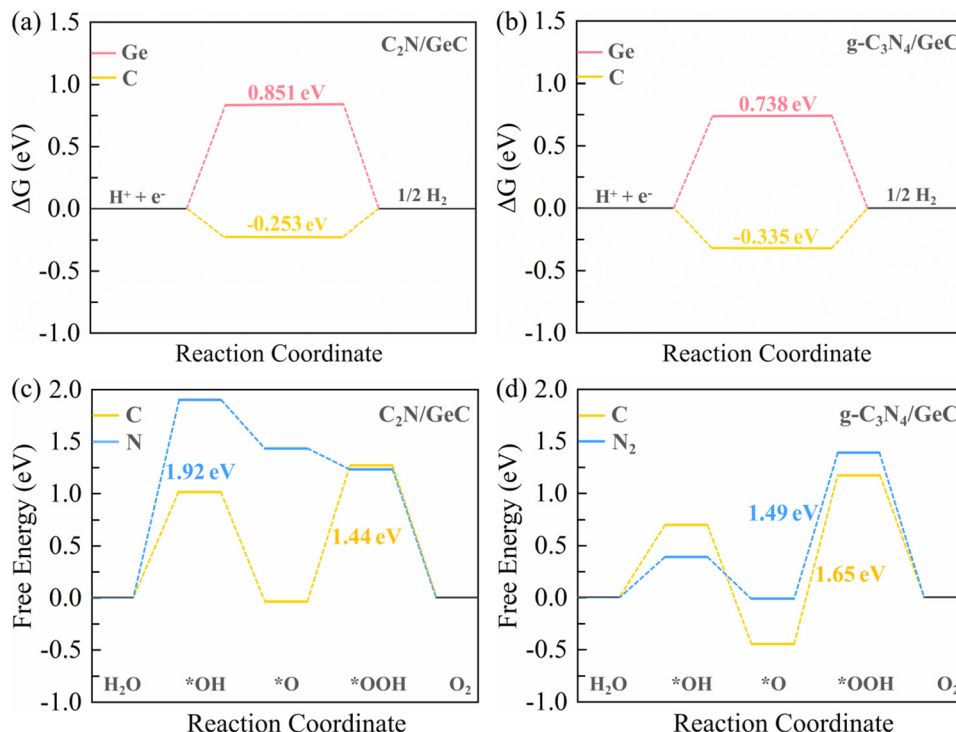 (a)
1.5
1.0
0.5
0.0
-0.5
-1.0
ΔG (eV)
Ge
C
C₂N/GeC
0.851 eV
H⁺ + e⁻
1/2 H₂
-0.253 eV
Reaction Coordinate
(b)
1.5
1.0
0.5
0.0
-0.5
-1.0
ΔG (eV)
Ge
C
g-C₃N₄/GeC
0.738 eV
H⁺ + e⁻
1/2 H₂
-0.335 eV
Reaction Coordinate
(c)
2.0
1.5
1.0
0.5
0.0
-0.5
-1.0
Free Energy (eV)
C
N
C₂N/GeC
1.92 eV
1.44 eV
H₂O *OH *O *OOH O₂
Reaction Coordinate
(d)
2.0
1.5
1.0
0.5
0.0
-0.5
-1.0
Free Energy (eV)
C
N₂
g-C₃N₄/GeC
1.49 eV
1.65 eV
H₂O *OH *O *OOH O₂
Reaction Coordinate